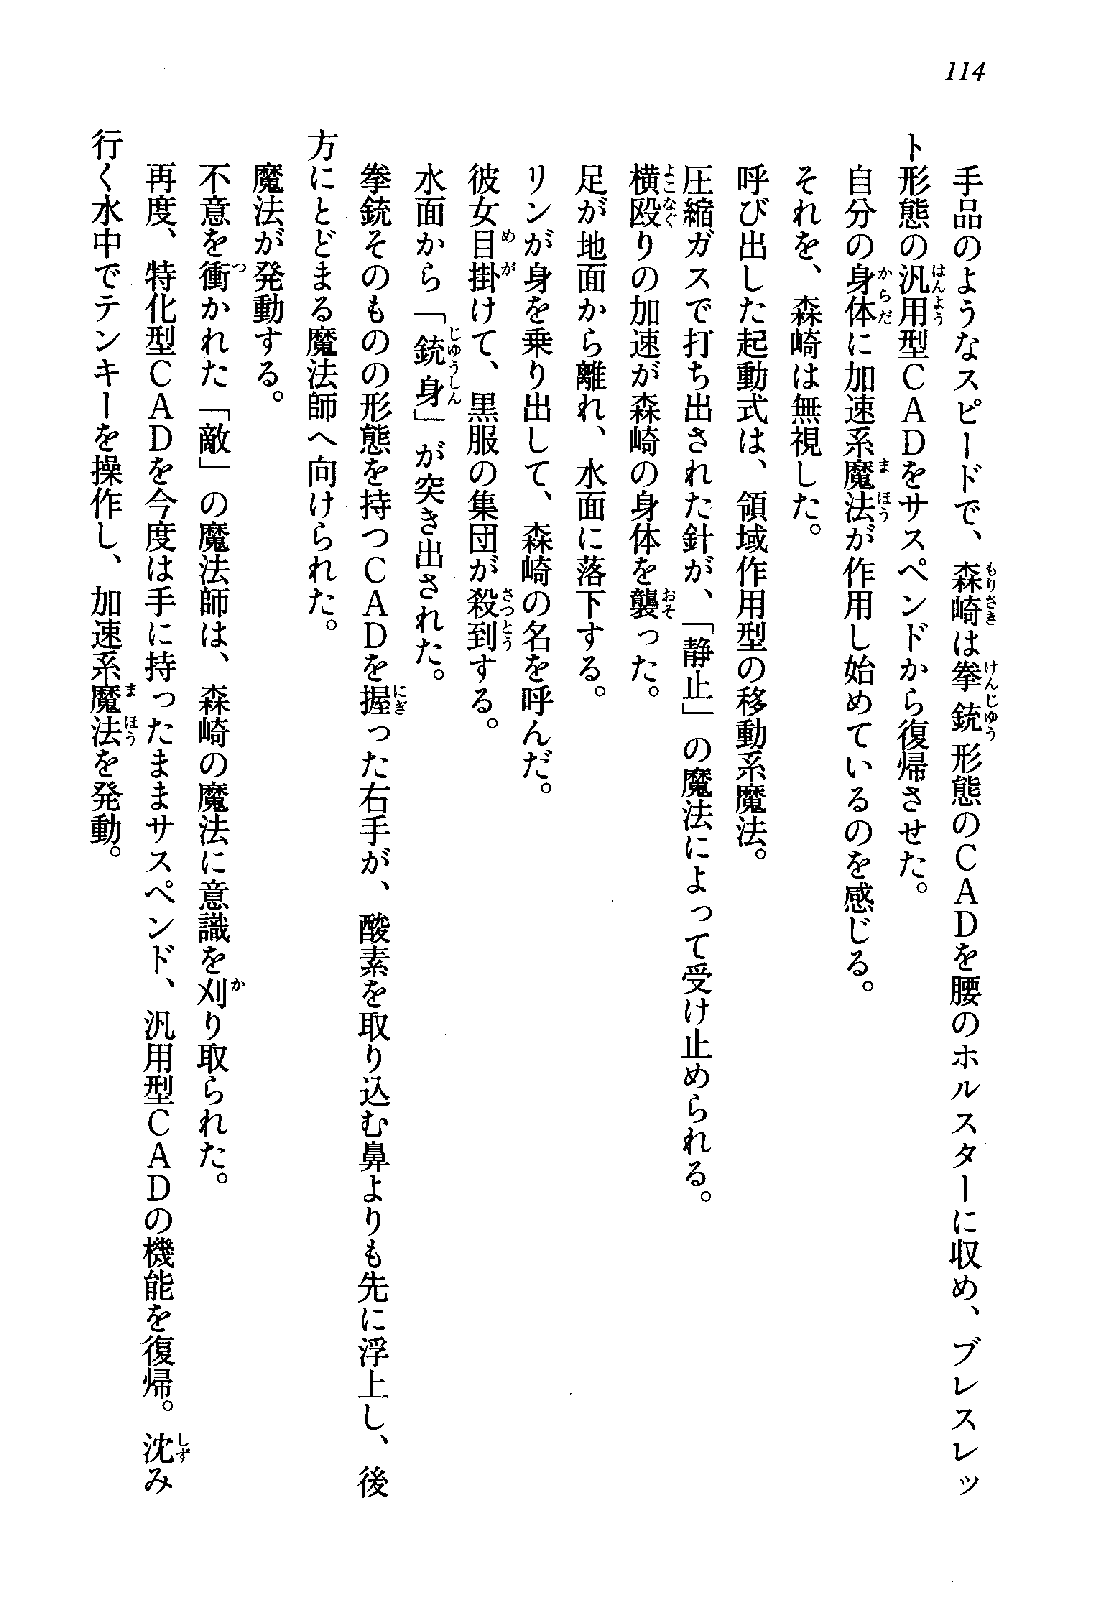 114
手品のようなスピードで、森崎は拳銃形態のＣＡＤを腰のホルスターに収め、ブレスレッ
ト形態の汎用型ＣＡＤをサスペンドから復帰させた。
自分の身体に加速系魔法が作用し始めているのを感じる。
それを、森崎は無視した。
呼び出した起動式は、領域作用型の移動系魔法。
圧縮ガスで打ち出された針が、「静止」の魔法によって受け止められる。
横殴りの加速が森崎の身体を襲った。
足が地面から離れ、水面に落下する。
リンが身を乗り出して、森崎の名を呼んだ。
彼女目掛けて、黒服の集団が殺到する。
水面から「銃身」が突き出された。
拳銃そのものの形態を持つＣＡＤを握った右手が、酸素を取り込む鼻よりも先に浮上し、後
方にとどまる魔法師へ向けられた。
魔法が発動する。
不意を衝かれた「敵」の魔法師は、森崎の魔法に意識を刈り取られた。
再度、特化型ＣＡＤを今度は手に持ったままサスペンド、汎用型ＣＡＤの機能を復帰。沈み
行く水中でテンキーを操作し、加速系魔法を発動。